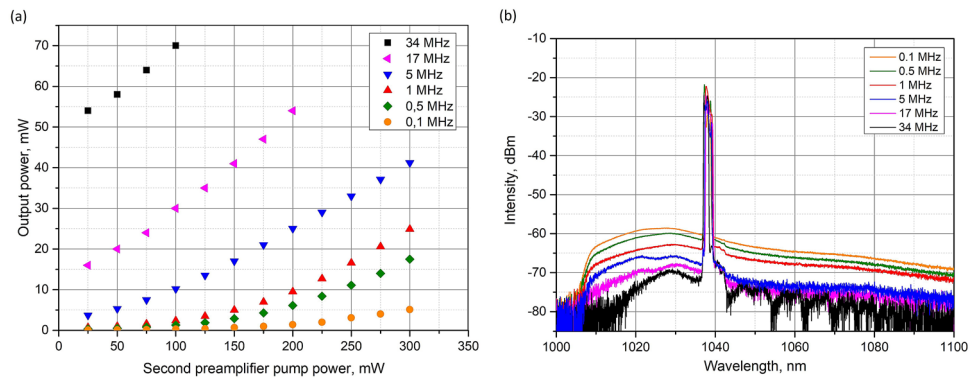 (a)
70
60
50
40
30
20
10
0
Output power, mW
34 MHz
17 MHz
5 MHz
1 MHz
0,5 MHz
0,1 MHz
0 50 100 150 200 250 300 350
Second preamplifier pump power, mW
(b)
-10
-20
-30
-40
-50
-60
-70
-80
Intensity, dBm
0.1 MHz
0.5 MHz
1 MHz
5 MHz
17 MHz
34 MHz
1000 1020 1040 1060 1080 1100
Wavelength, nm